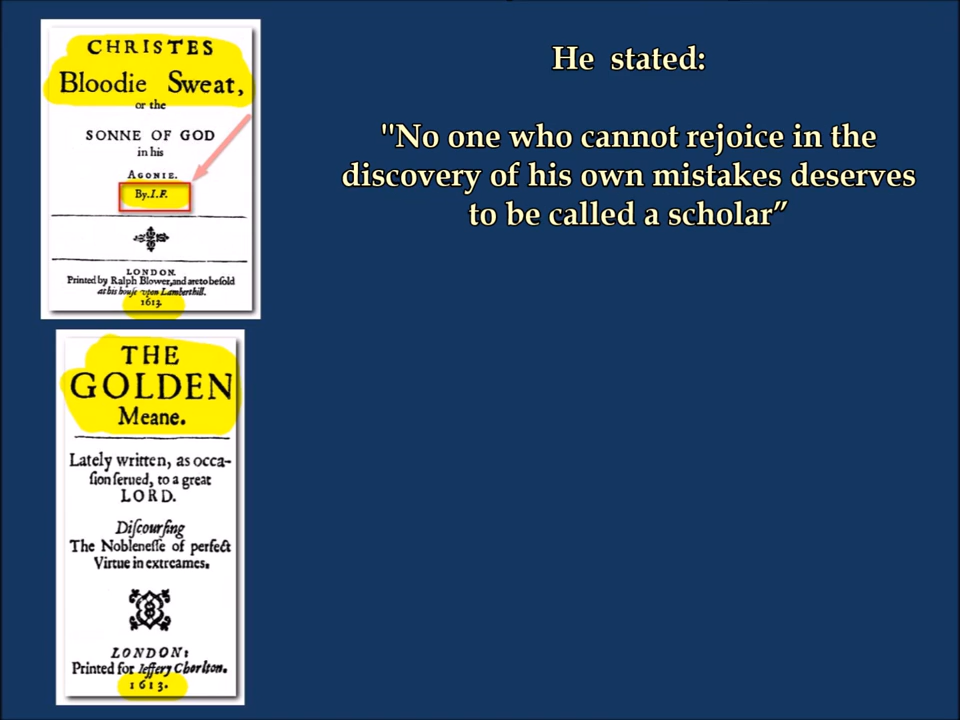 CHRISTES
Bloodie Sweat,
or the
SONNE OF GOD
in his
AGONIE.
By.I.F.
LONDON.
Printed by Ralph Blower,and are to be sold
at his house vpon Lamberthill.
1613.
THE
GOLDEN
Meane.
Lately written, as occa-
sion serued, to a great
LORD.
Discoursing
The Noblenesse of perfect
Virtue in extreames.
LONDON:
Printed for Jeffery Chorlton.
1613.
He stated:
"No one who cannot rejoice in the
discovery of his own mistakes deserves
to be called a scholar”